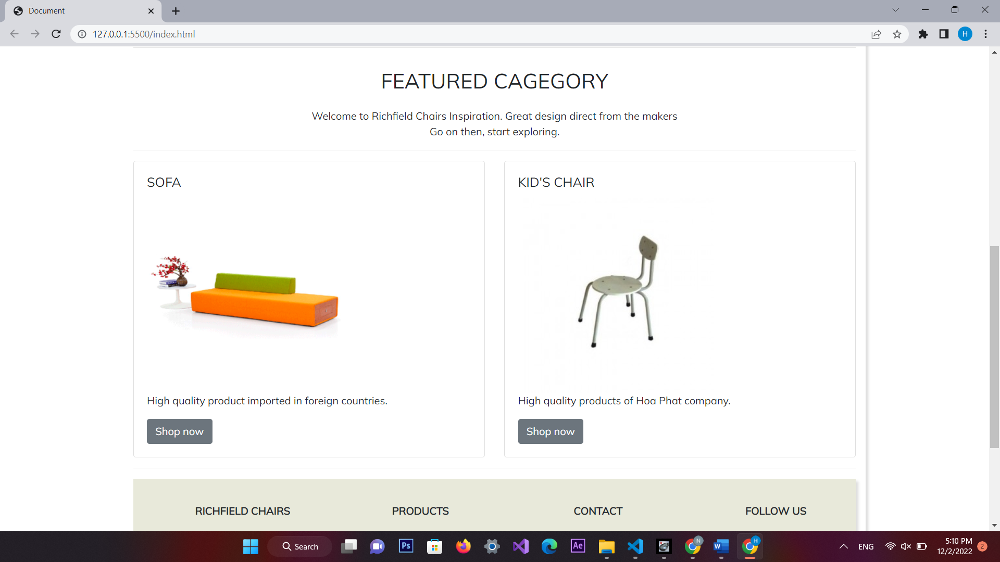 Document
127.0.0.1:5500/index.html
H
FEATURED CAGEGORY
Welcome to Richfield Chairs Inspiration. Great design direct from the makers
Go on then, start exploring.
SOFA
KID'S CHAIR
High quality product imported in foreign countries.
High quality products of Hoa Phat company.
Shop now
Shop now
RICHFIELD CHAIRS
PRODUCTS
CONTACT
FOLLOW US
Search
Ps
Ae
N
W
H
ENG
5:10 PM
12/2/2022
2